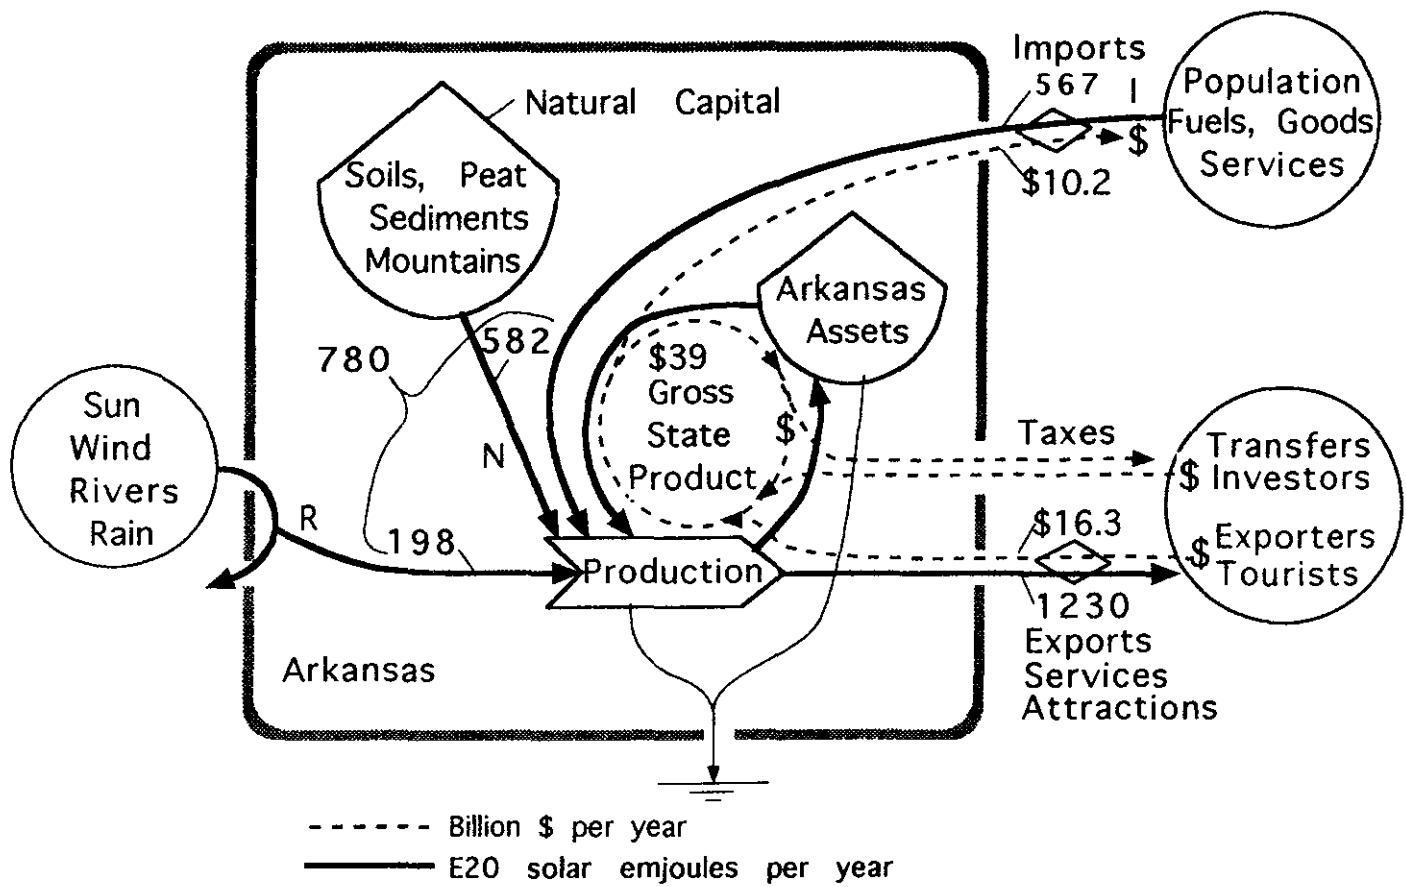 Imports
567
I
$
$10.2
Population
Fuels, Goods
Services
Natural Capital
Soils, Peat
Sediments
Mountains
Arkansas
Assets
780
582
N
$39
Gross
State
Product
$
Sun
Wind
Rivers
Rain
R
198
Production
Taxes
$
Transfers
Investors
$16.3
$
Exporters
Tourists
1230
Exports
Services
Attractions
Arkansas
Billion $ per year
E20 solar emjoules per year